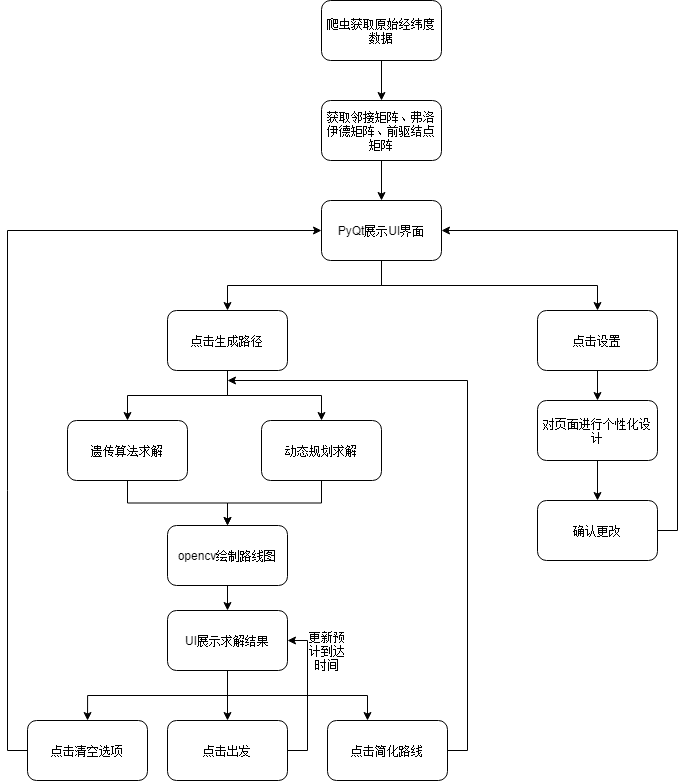 爬虫获取原始经纬度
数据
获取邻接矩阵、弗洛
伊德矩阵、前驱结点
矩阵
PyQt展示UI界面
点击生成路径
点击设置
遗传算法求解
动态规划求解
对页面进行个性化设
计
确认更改
opencv绘制路线图
UI展示求解结果
更新预
计到达
时间
点击清空选项
点击出发
点击简化路线